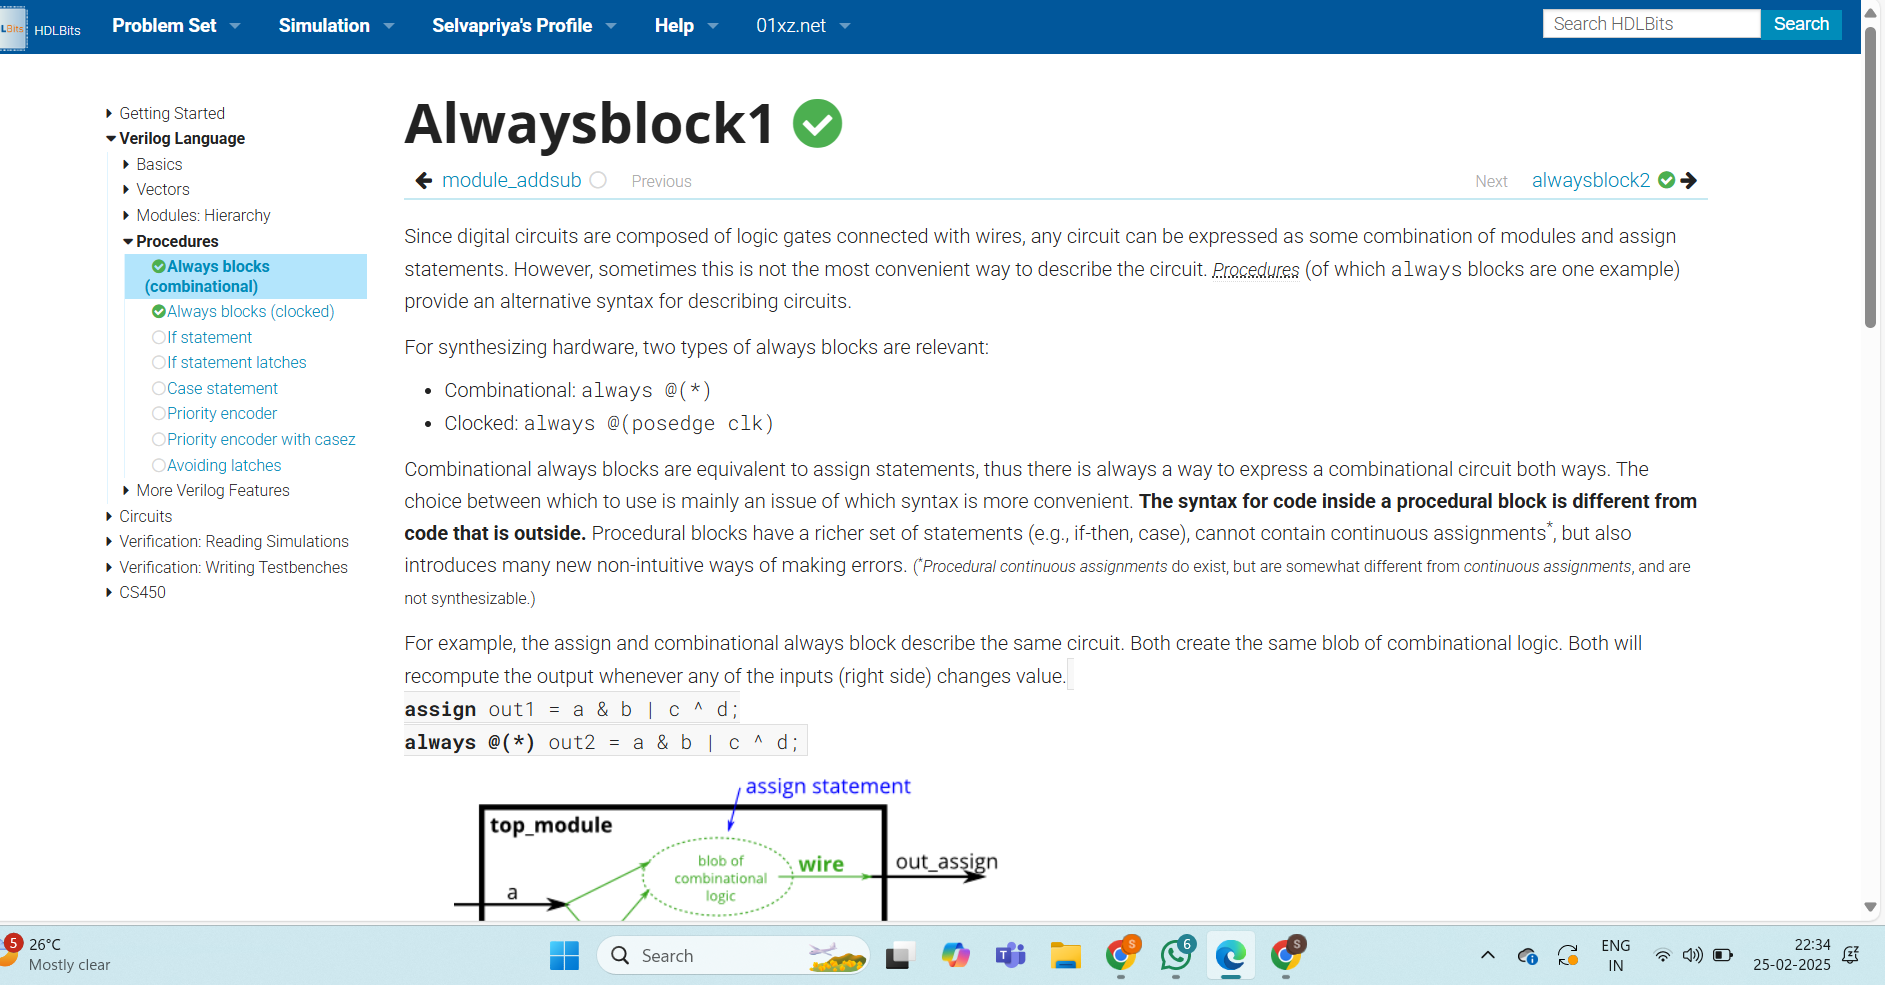 LBits HDLBits Problem Set Simulation Selvapriya's Profile Help 01xz.net Search HDLBits Search
Getting Started
Verilog Language
Basics
Vectors
Modules: Hierarchy
Procedures
Always blocks
(combinational)
Always blocks (clocked)
If statement
If statement latches
Case statement
Priority encoder
Priority encoder with casez
Avoiding latches
More Verilog Features
Circuits
Verification: Reading Simulations
Verification: Writing Testbenches
CS450
Alwaysblock1
module_addsub Previous Next alwaysblock2
Since digital circuits are composed of logic gates connected with wires, any circuit can be expressed as some combination of modules and assign
statements. However, sometimes this is not the most convenient way to describe the circuit. Procedures (of which always blocks are one example)
provide an alternative syntax for describing circuits.
For synthesizing hardware, two types of always blocks are relevant:
• Combinational: always @(*)
• Clocked: always @(posedge clk)
Combinational always blocks are equivalent to assign statements, thus there is always a way to express a combinational circuit both ways. The
choice between which to use is mainly an issue of which syntax is more convenient. The syntax for code inside a procedural block is different from
code that is outside. Procedural blocks have a richer set of statements (e.g., if-then, case), cannot contain continuous assignments*, but also
introduces many new non-intuitive ways of making errors. (*Procedural continuous assignments do exist, but are somewhat different from continuous assignments, and are
not synthesizable.)
For example, the assign and combinational always block describe the same circuit. Both create the same blob of combinational logic. Both will
recompute the output whenever any of the inputs (right side) changes value.
assign out1 = a & b | c ^ d;
always @(*) out2 = a & b | c ^ d;
assign statement
top_module
blob of
combinational
logic
wire
out_assign
a
5 26°C
Mostly clear
Search
S
6
S
ENG
IN
22:34
25-02-2025